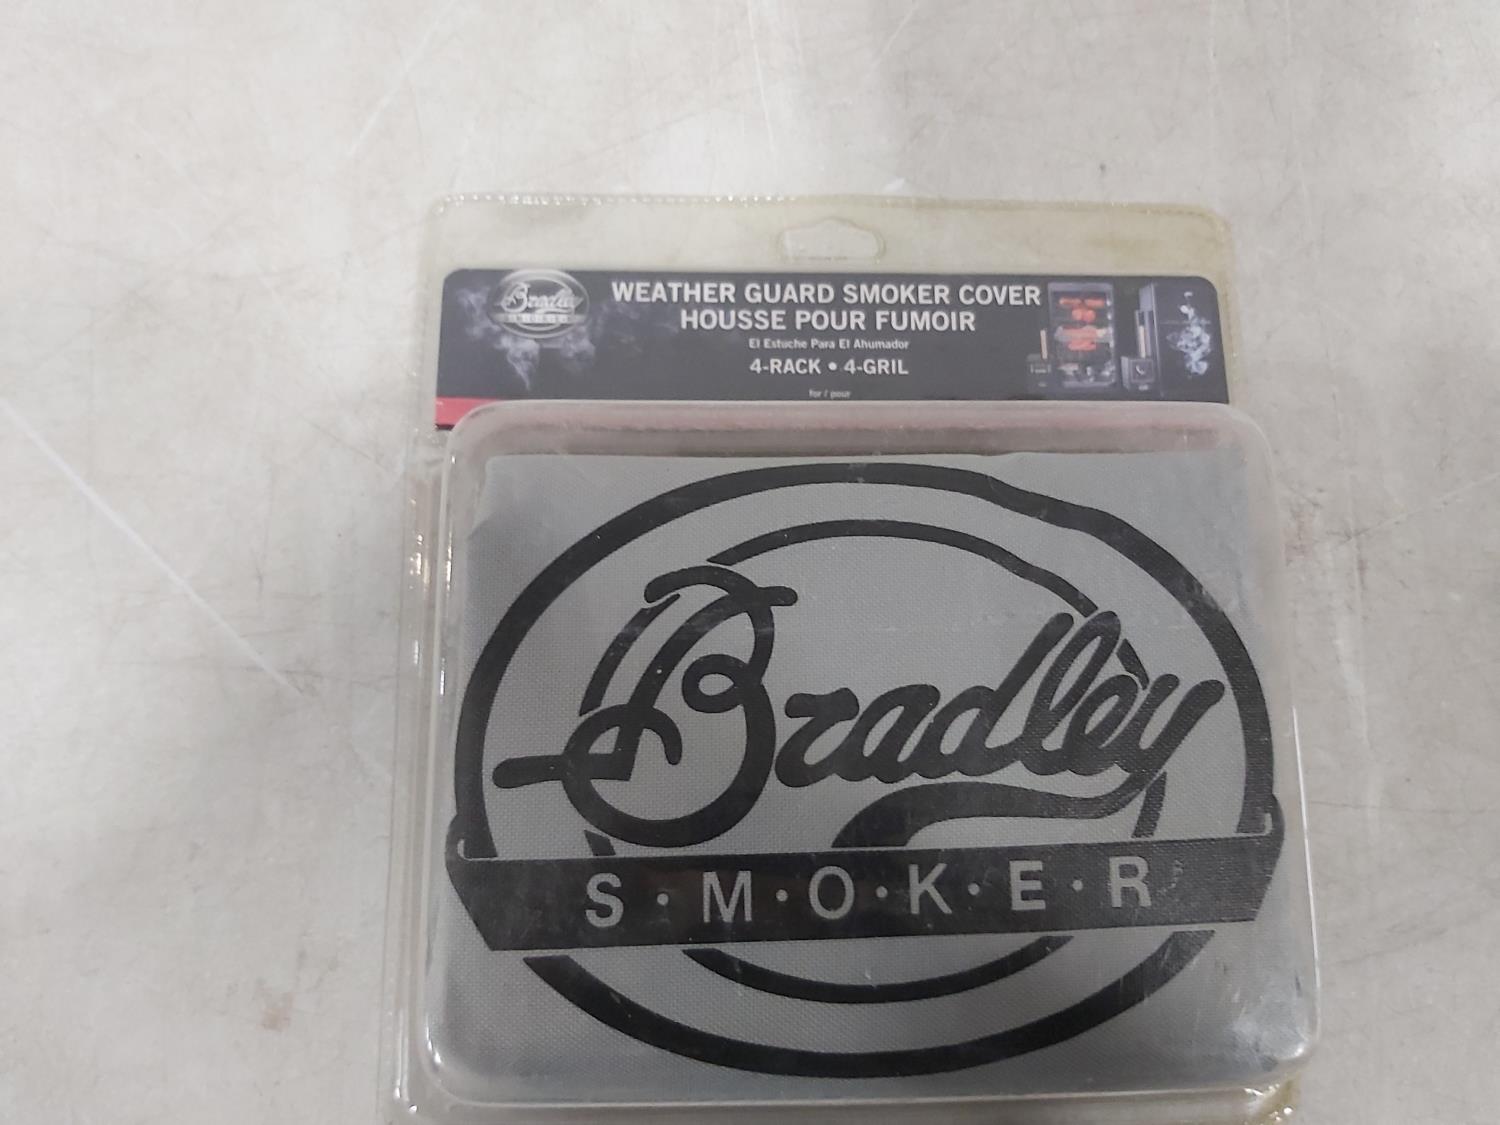 Bradley
SMOKER
WEATHER GUARD SMOKER COVER
HOUSSE POUR FUMOIR
El Estuche Para El Ahumador
4-RACK • 4-GRIL
for / pour
Bradley
S·M·O·K·E·R